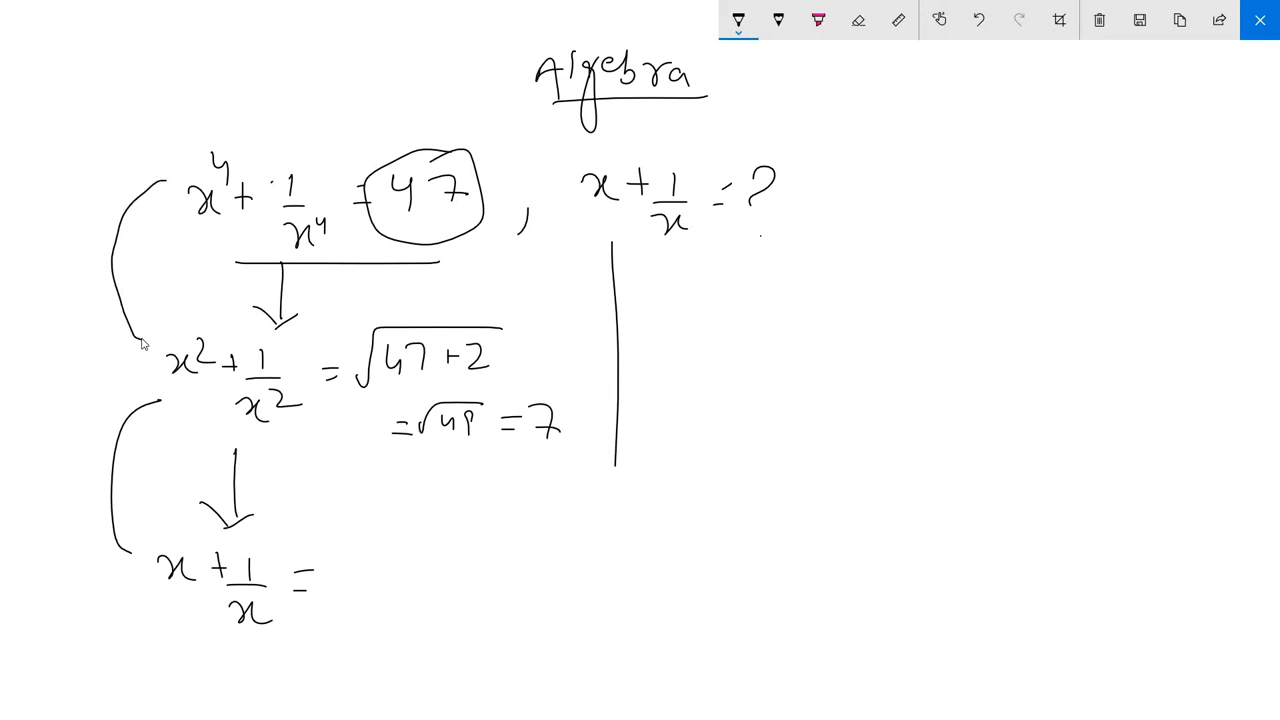 Algebra
x⁴ + 1/x⁴ = 47 , x + 1/x = ?
x² + 1/x² = √(47+2)
= √49 = 7
x + 1/x =